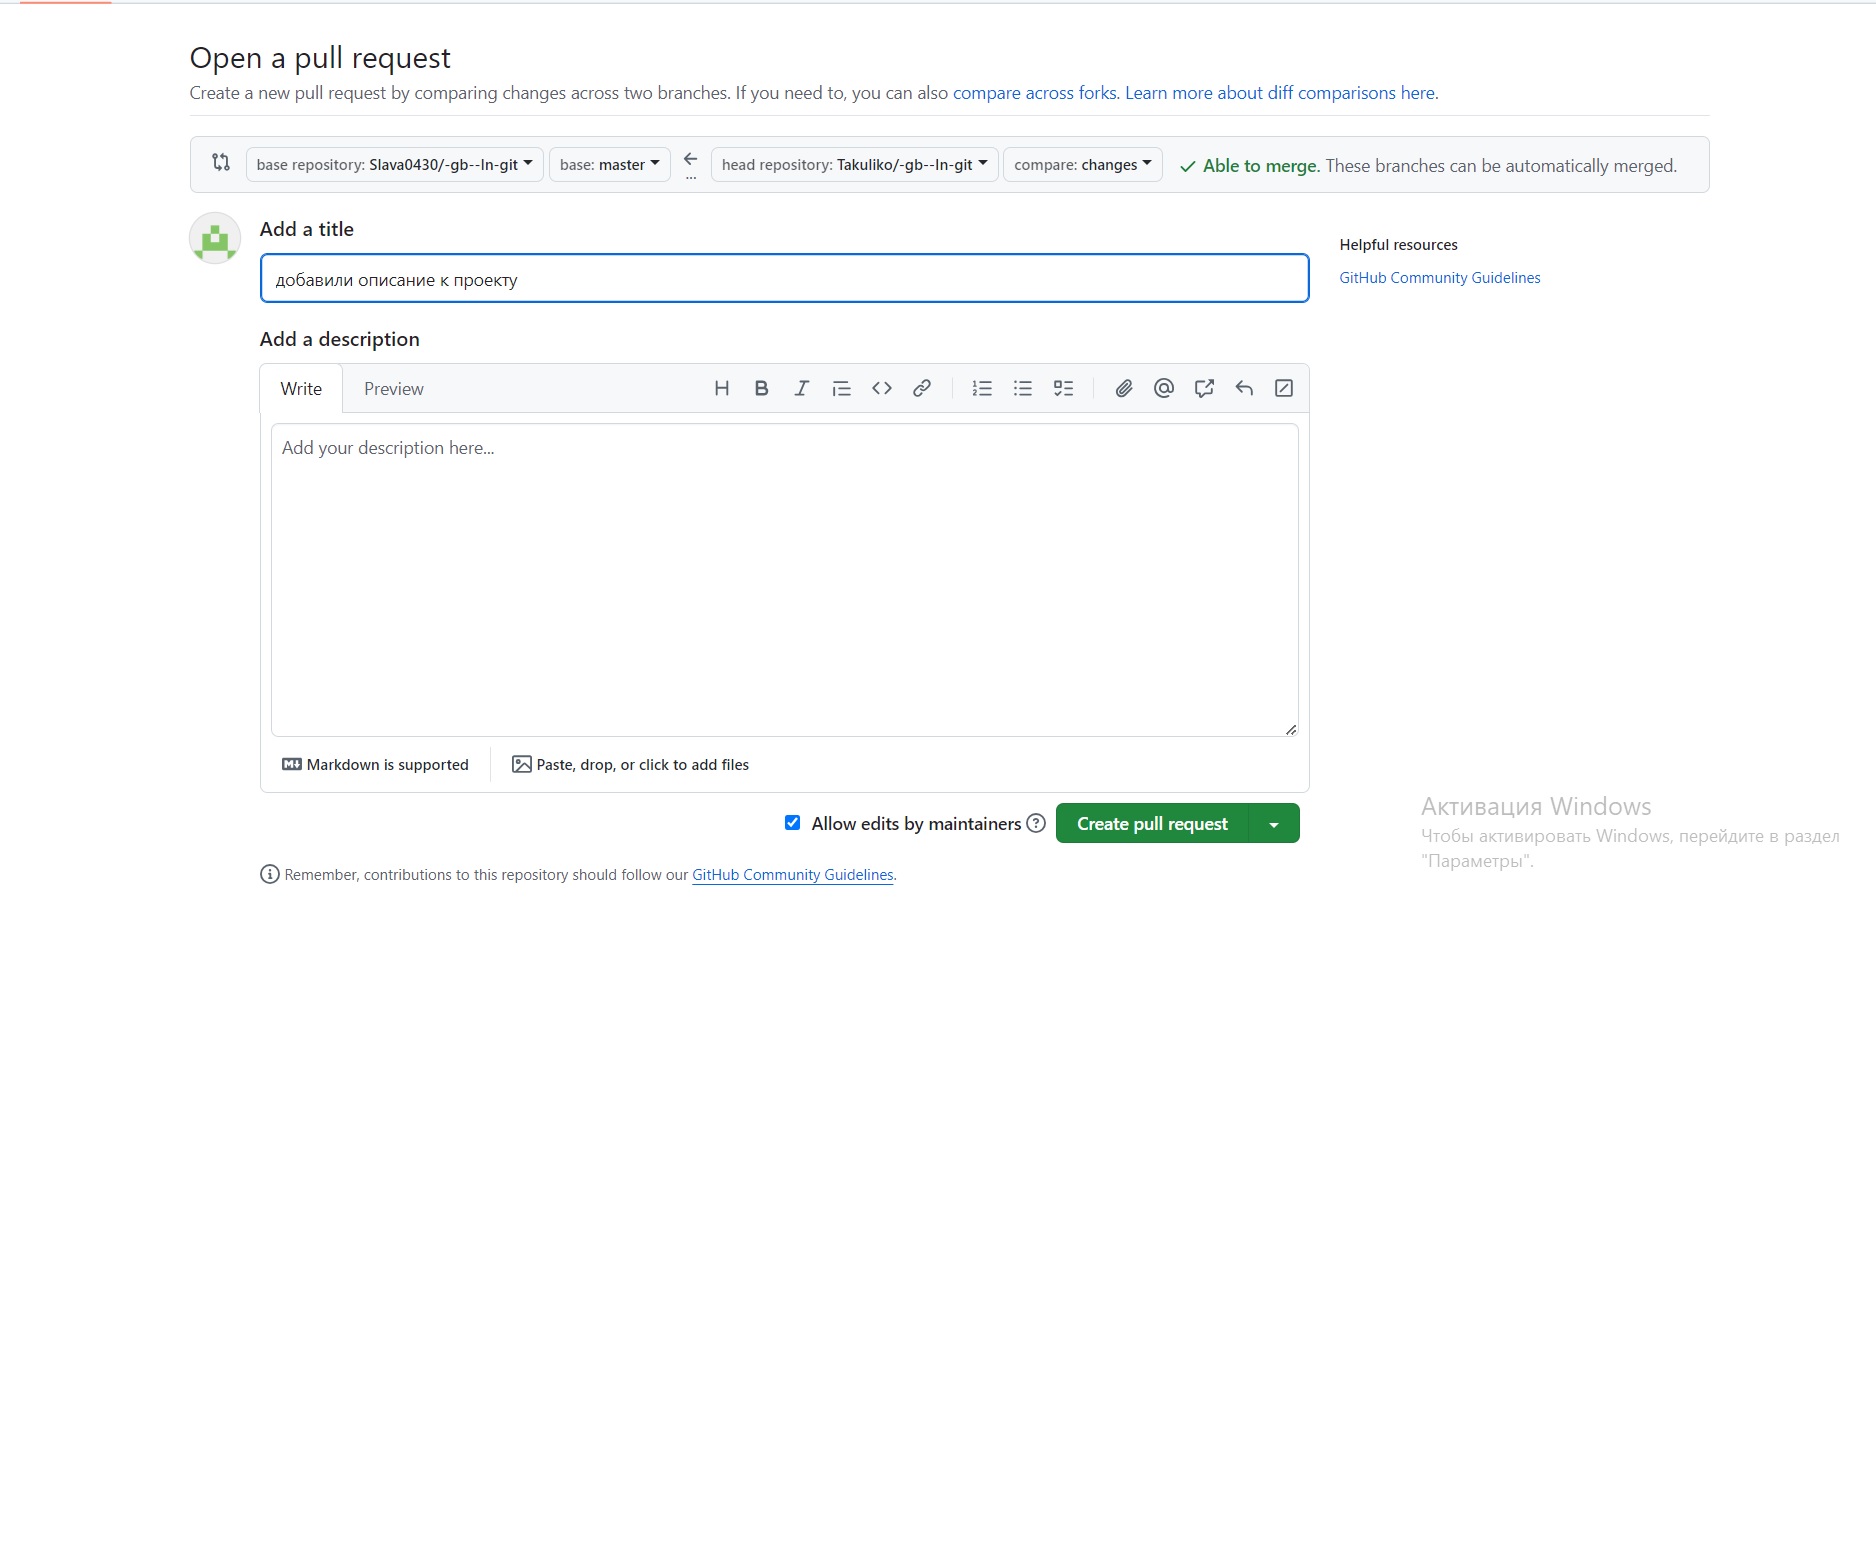 Open a pull request
Create a new pull request by comparing changes across two branches. If you need to, you can also compare across forks. Learn more about diff comparisons here.
base repository: Slava0430/-gb--ln-git base: master ← ... head repository: Takuliko/-gb--ln-git compare: changes ✓ Able to merge. These branches can be automatically merged.
Add a title
Helpful resources
добавили описание к проекту
GitHub Community Guidelines
Add a description
Write Preview
Add your description here...
Markdown is supported Paste, drop, or click to add files
Allow edits by maintainers Create pull request
Remember, contributions to this repository should follow our GitHub Community Guidelines.
Активация Windows
Чтобы активировать Windows, перейдите в раздел
"Параметры".